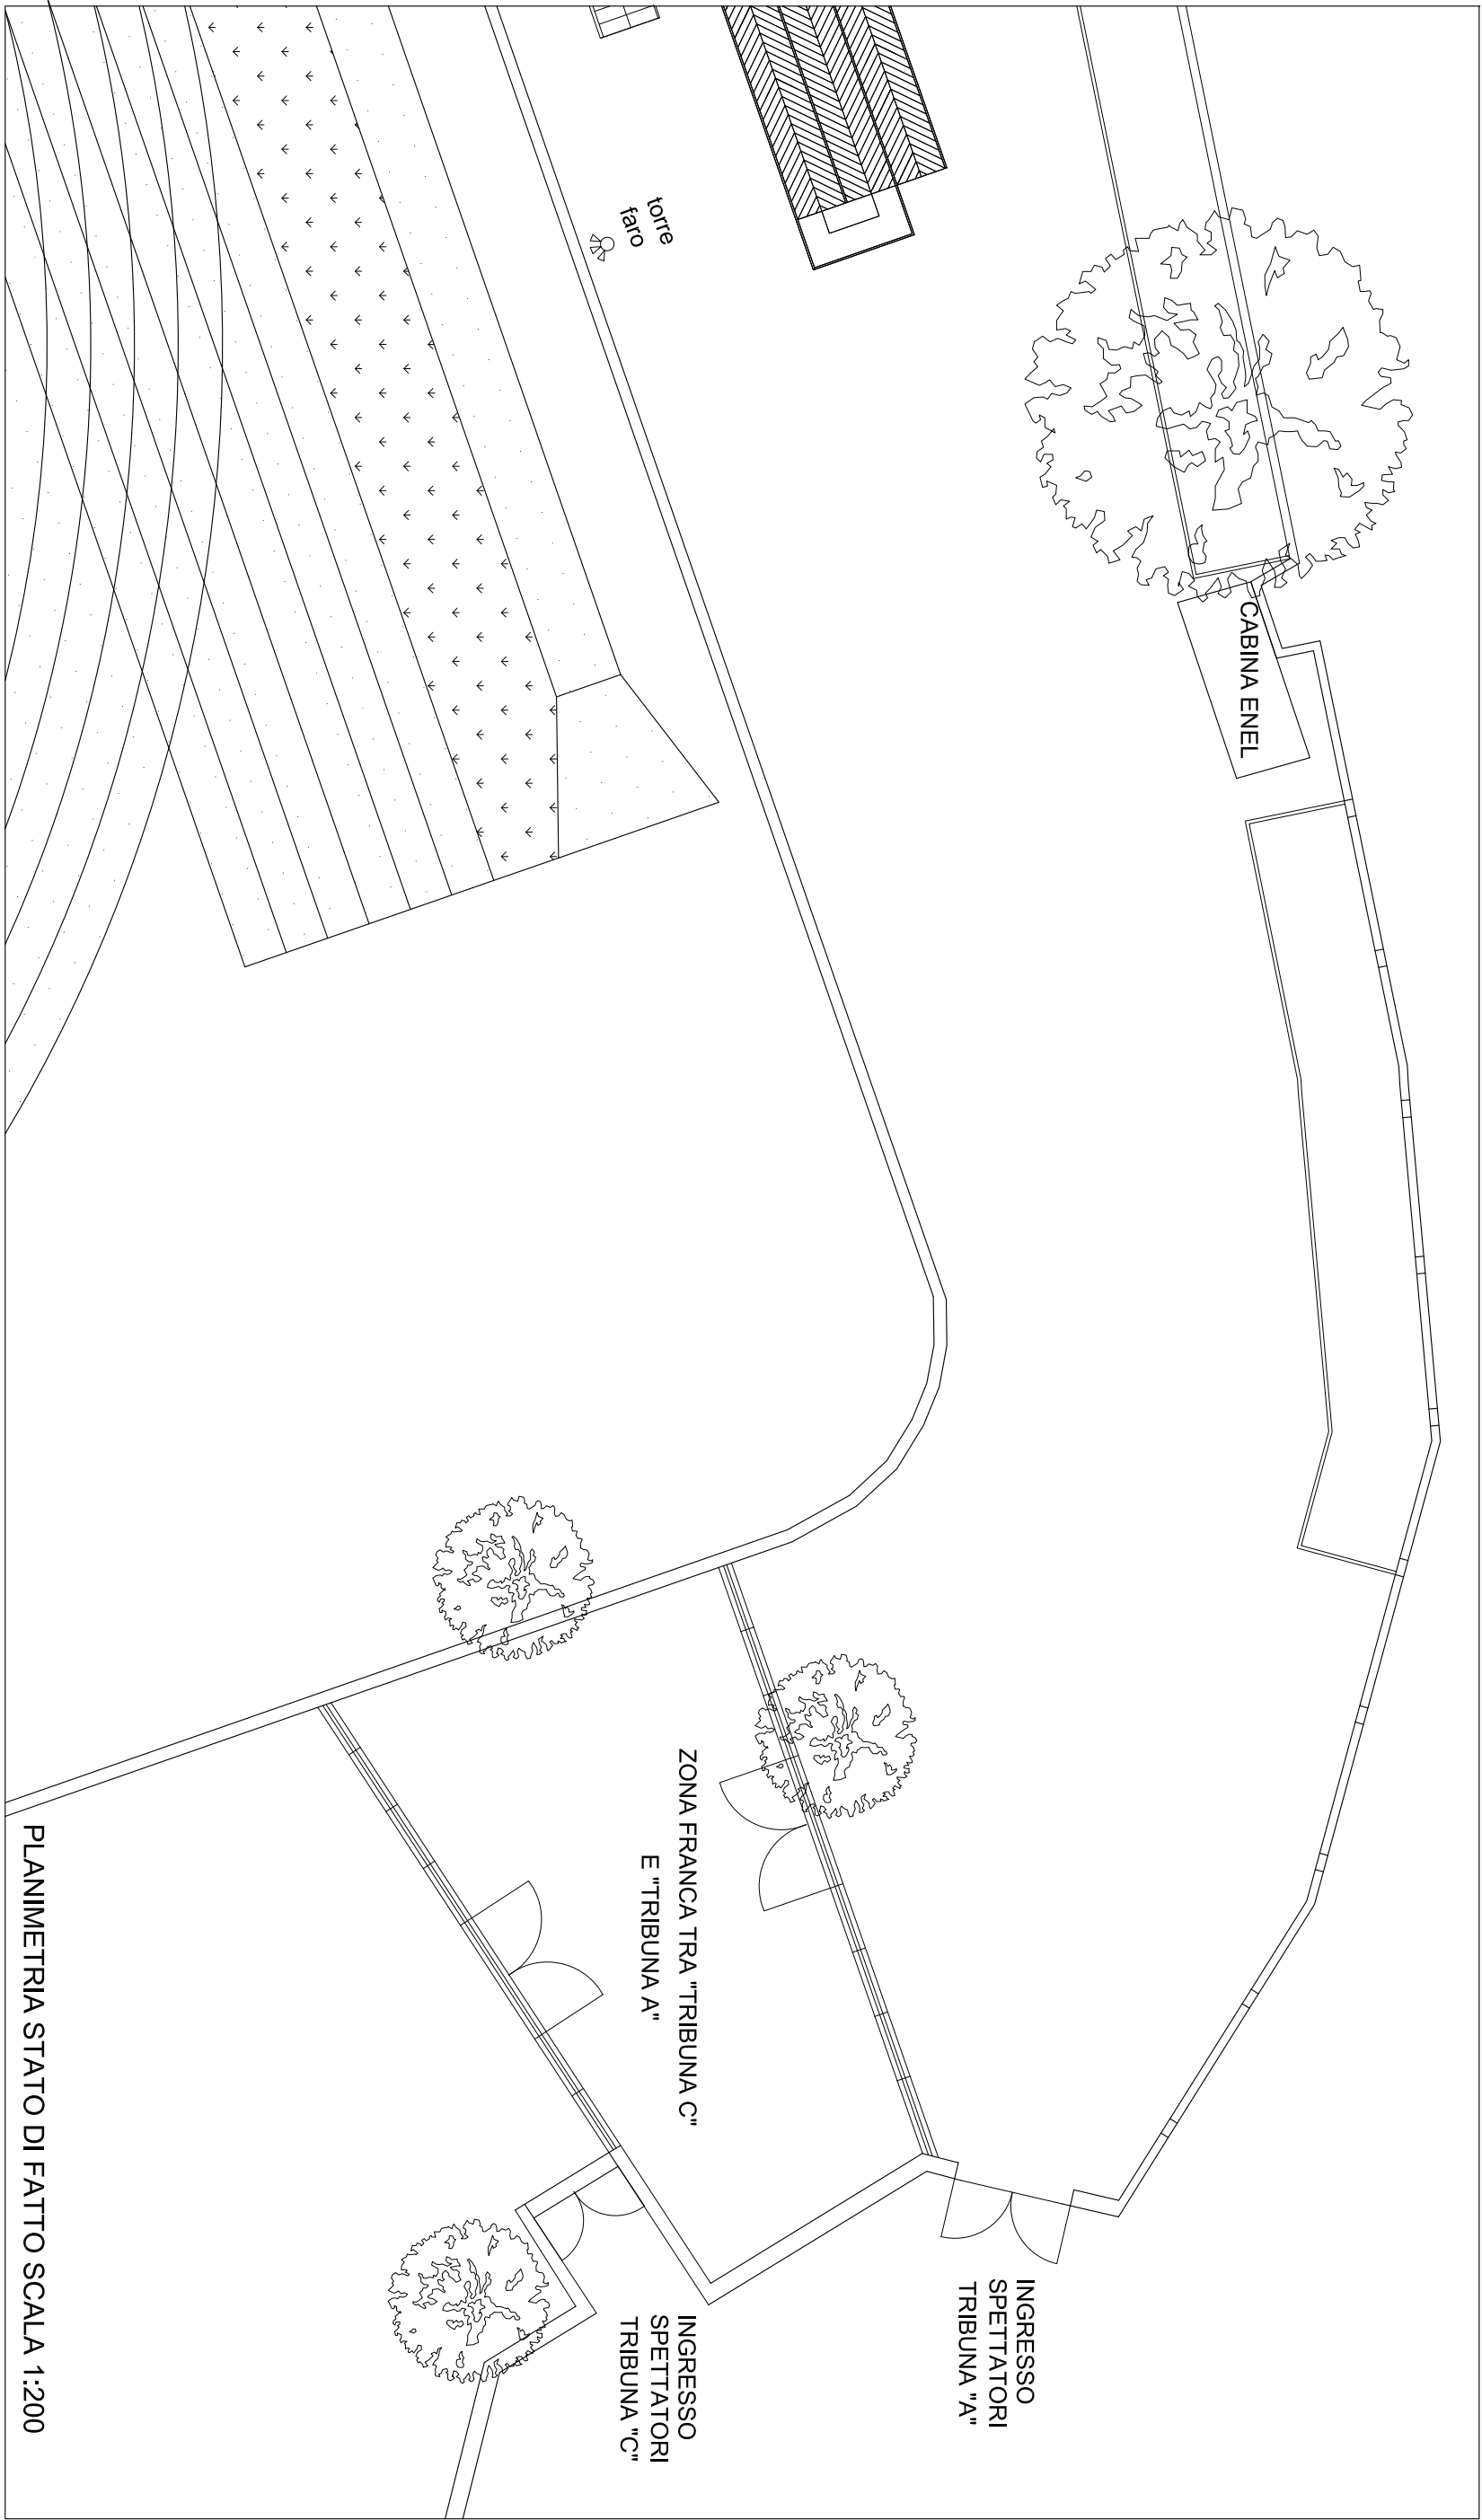 torre
faro
CABINA ENEL
ZONA FRANCA TRA "TRIBUNA C"
E "TRIBUNA A"
INGRESSO
SPETTATORI
TRIBUNA "A"
INGRESSO
SPETTATORI
TRIBUNA "C"
PLANIMETRIA STATO DI FATTO SCALA 1:200